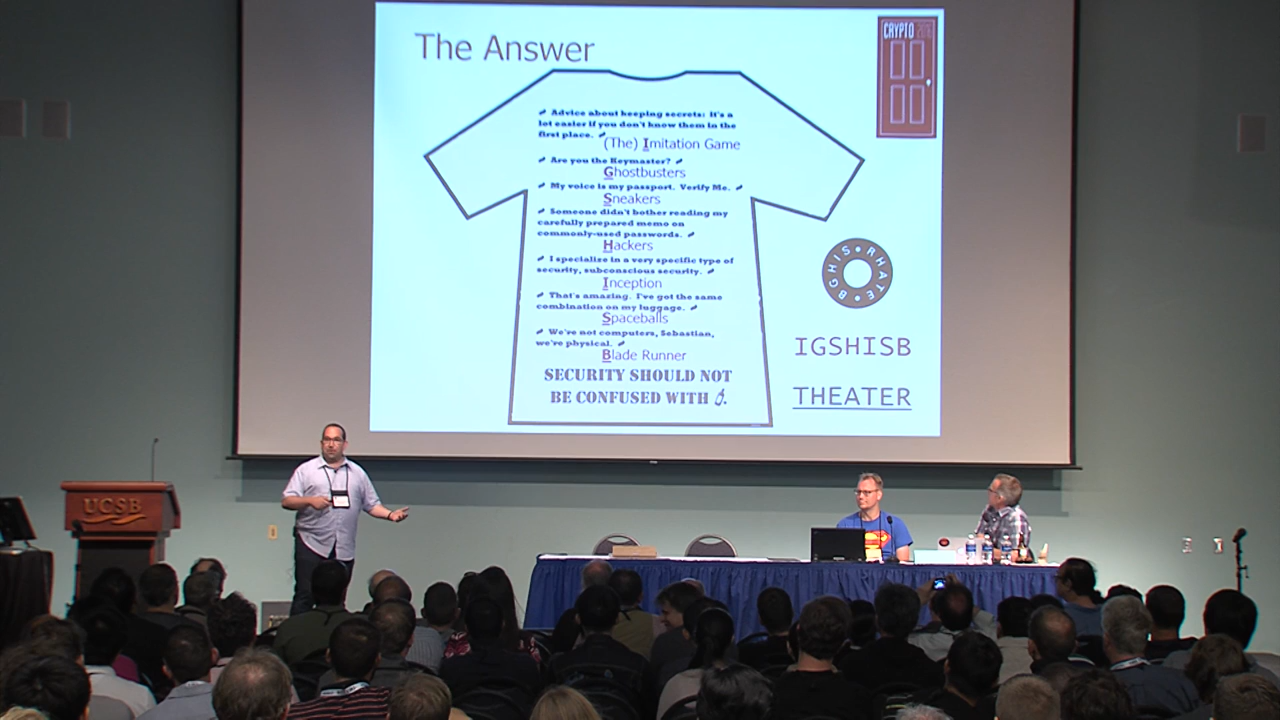 The Answer
CRYPTO 2016
Advice about keeping secrets: it's a
lot easier if you don't know them in the
first place.
(The) Imitation Game
Are you the Keymaster?
Ghostbusters
My voice is my passport. Verify Me.
Sneakers
Someone didn't bother reading my
carefully prepared memo on
commonly-used passwords.
Hackers
I specialize in a very specific type of
security, subconscious security.
Inception
That's amazing. I've got the same
combination on my luggage.
Spaceballs
We're not computers, Sebastian,
we're physical.
Blade Runner
SECURITY SHOULD NOT
BE CONFUSED WITH
BGHIS • RHATE •
IGSHISB
THEATER
UCSB